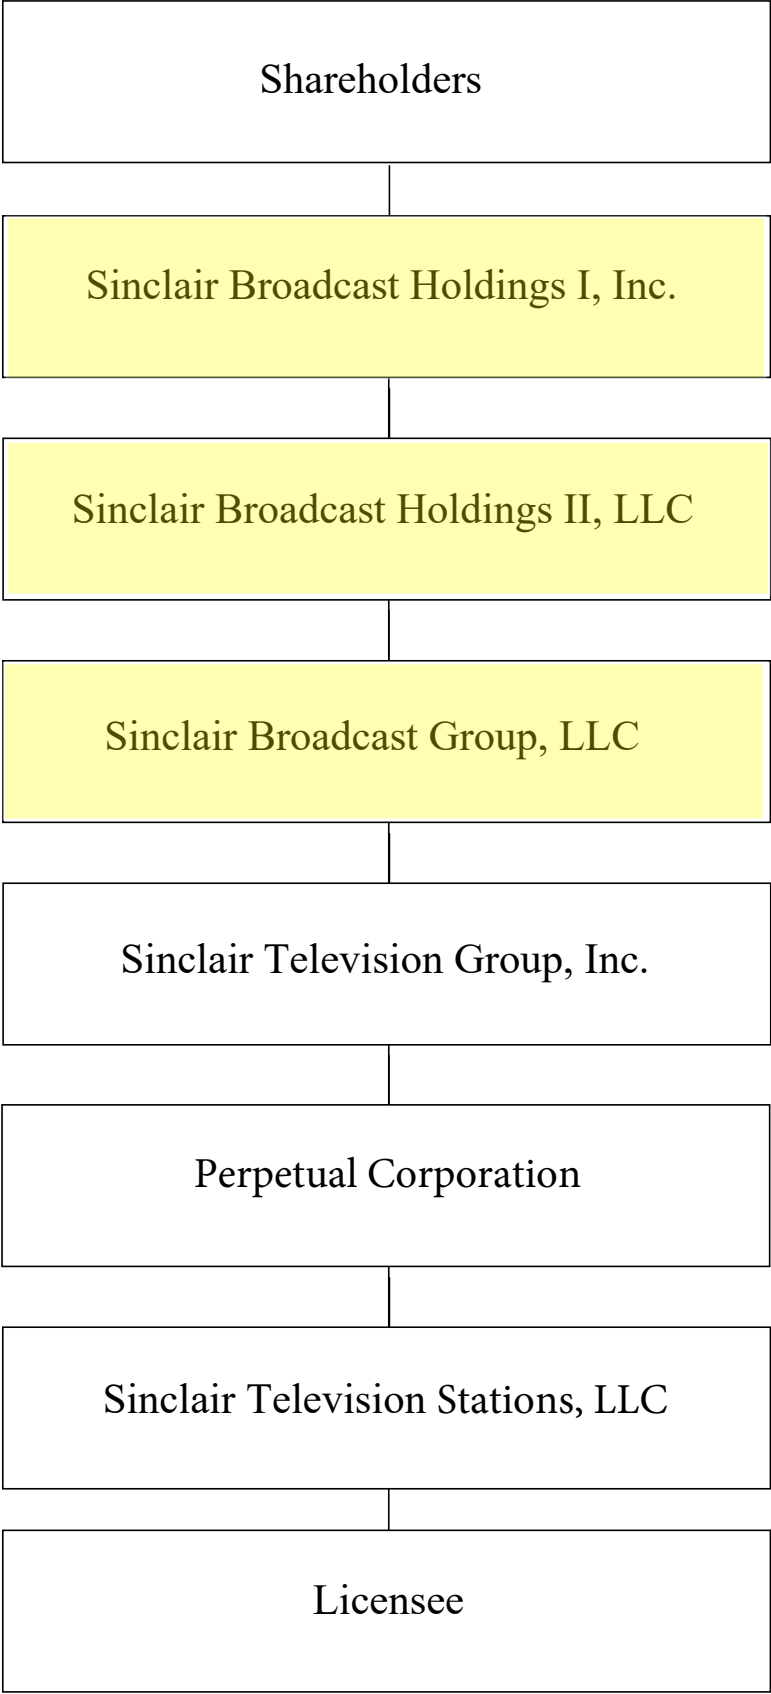 Shareholders
Sinclair Broadcast Holdings I, Inc.
Sinclair Broadcast Holdings II, LLC
Sinclair Broadcast Group, LLC
Sinclair Television Group, Inc.
Perpetual Corporation
Sinclair Television Stations, LLC
Licensee